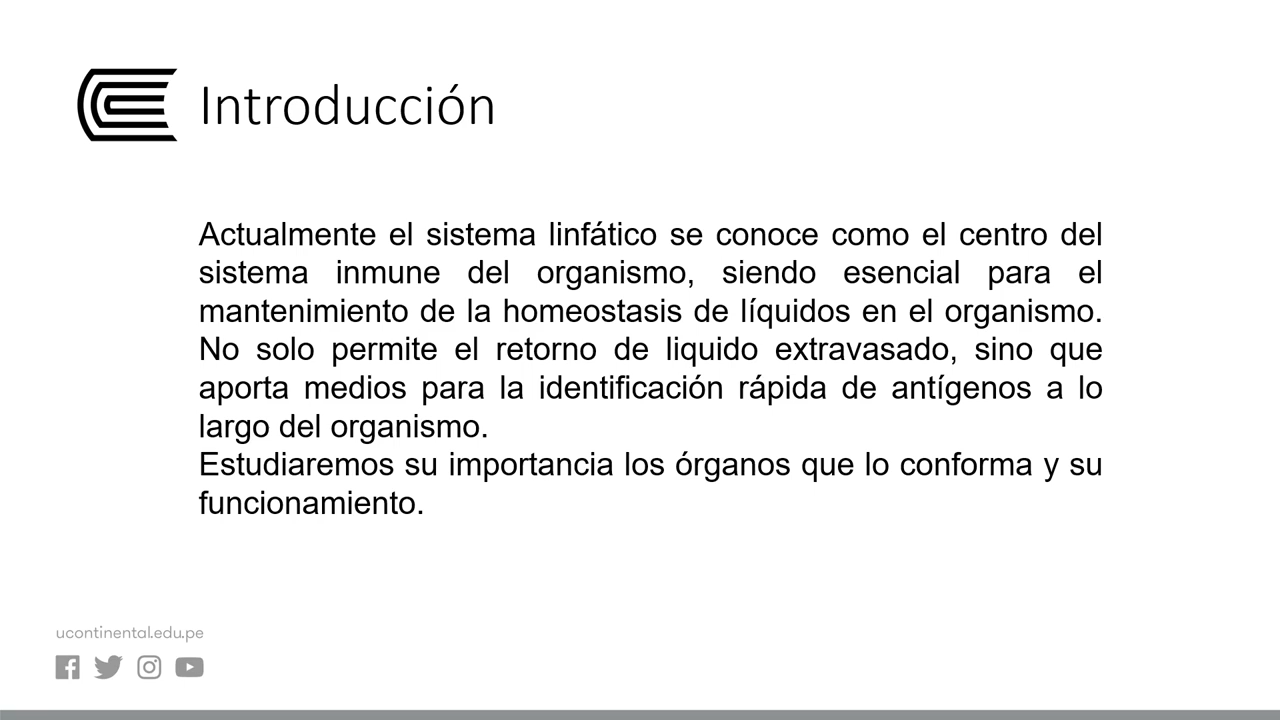 Introducción
Actualmente el sistema linfático se conoce como el centro del
sistema inmune del organismo, siendo esencial para el
mantenimiento de la homeostasis de líquidos en el organismo.
No solo permite el retorno de liquido extravasado, sino que
aporta medios para la identificación rápida de antígenos a lo
largo del organismo.
Estudiaremos su importancia los órganos que lo conforma y su
funcionamiento.
ucontinental.edu.pe